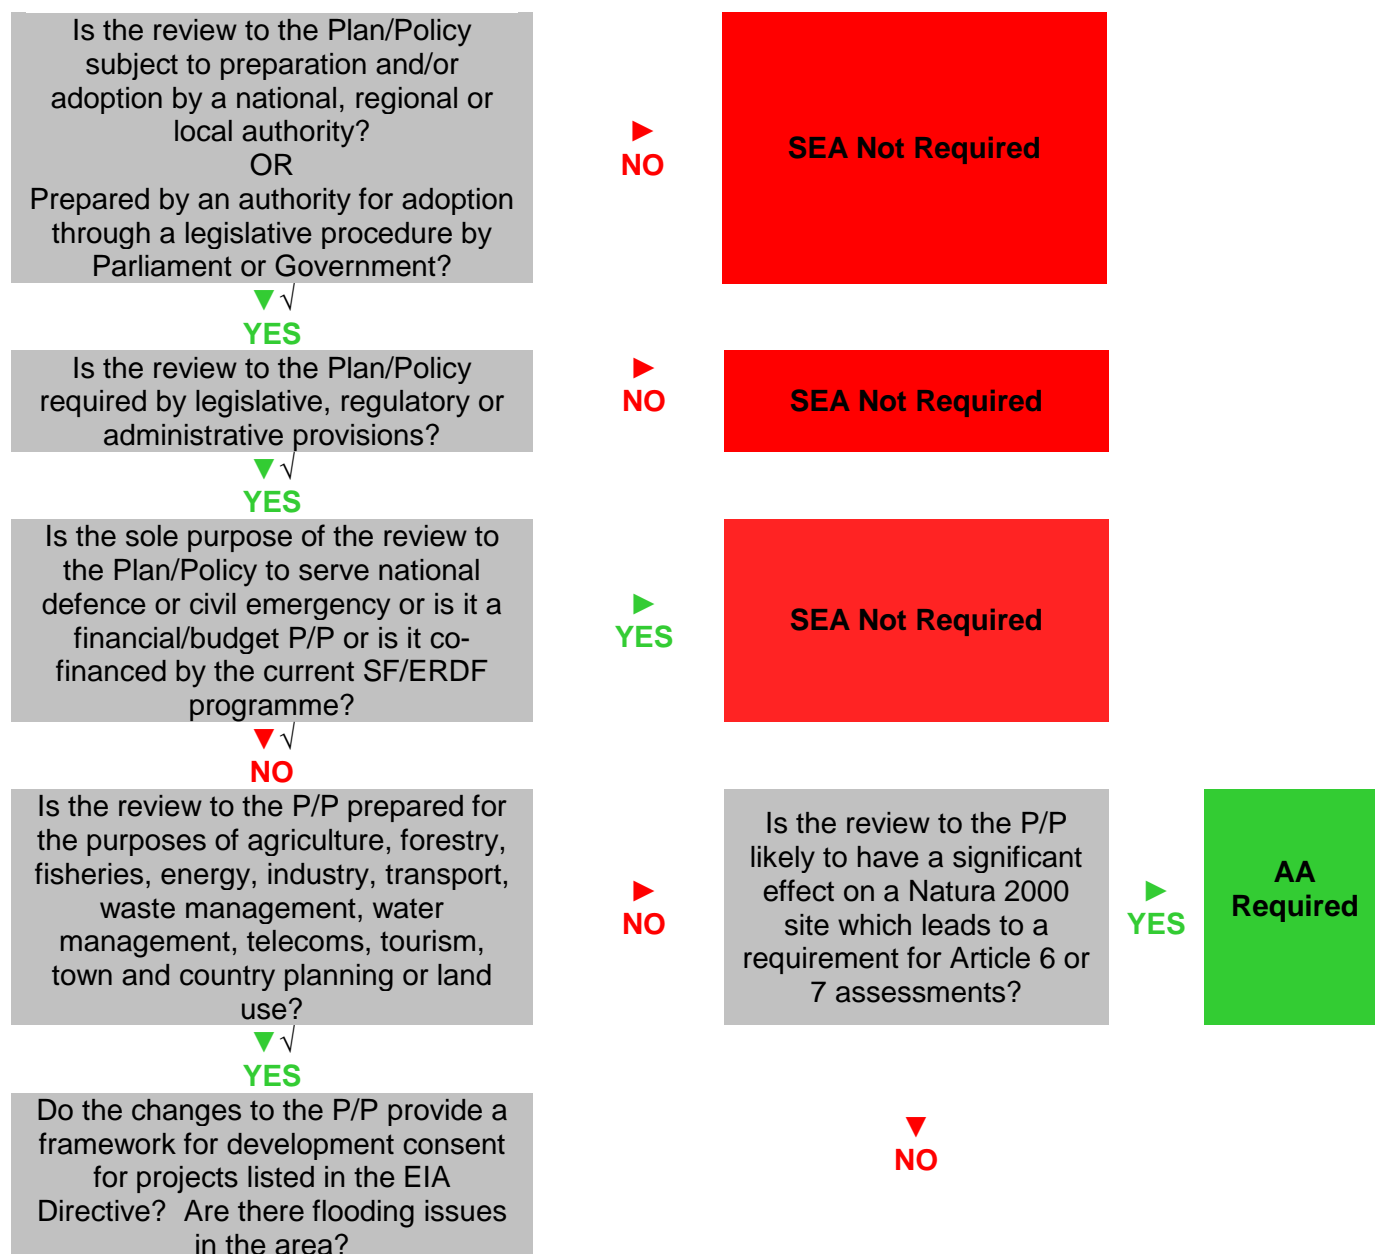 Is the review to the Plan/Policy
subject to preparation and/or
adoption by a national, regional or
local authority?
OR
Prepared by an authority for adoption
through a legislative procedure by
Parliament or Government?
►
NO
SEA Not Required
▼ √
YES
Is the review to the Plan/Policy
required by legislative, regulatory or
administrative provisions?
►
NO
SEA Not Required
▼ √
YES
Is the sole purpose of the review to
the Plan/Policy to serve national
defence or civil emergency or is it a
financial/budget P/P or is it co-
financed by the current SF/ERDF
programme?
►
YES
SEA Not Required
▼ √
NO
Is the review to the P/P prepared for
the purposes of agriculture, forestry,
fisheries, energy, industry, transport,
waste management, water
management, telecoms, tourism,
town and country planning or land
use?
►
NO
Is the review to the P/P
likely to have a significant
effect on a Natura 2000
site which leads to a
requirement for Article 6 or
7 assessments?
►
YES
AA
Required
▼ √
YES
Do the changes to the P/P provide a
framework for development consent
for projects listed in the EIA
Directive?  Are there flooding issues
in the area?
▼
NO